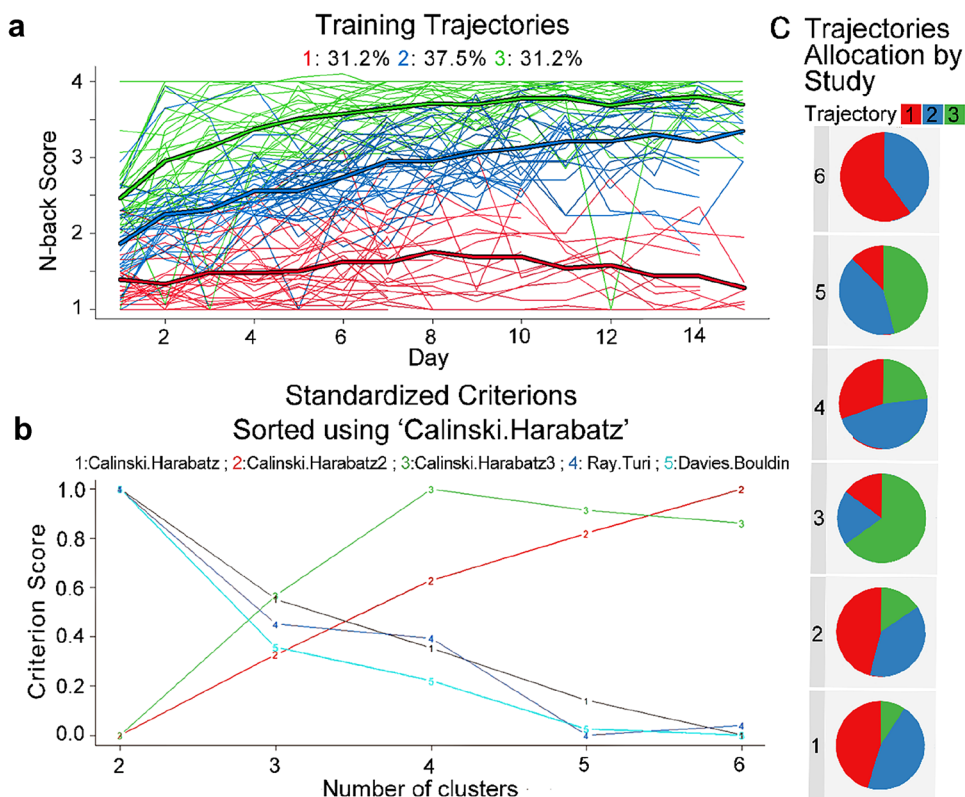 a
Training Trajectories
1: 31.2% 2: 37.5% 3: 31.2%
N-back Score
4
3
2
1
2 4 6 8 10 12 14
Day
b
Standardized Criterions
Sorted using ‘Calinski.Harabatz’
1:Calinski.Harabatz ; 2:Calinski.Harabatz2 ; 3:Calinski.Harabatz3 ; 4: Ray.Turi ; 5:Davies.Bouldin
Criterion Score
1.0
0.8
0.6
0.4
0.2
0.0
2 3 4 5 6
Number of clusters
C
Trajectories
Allocation by
Study
Trajectory 1 2 3
6
5
4
3
2
1